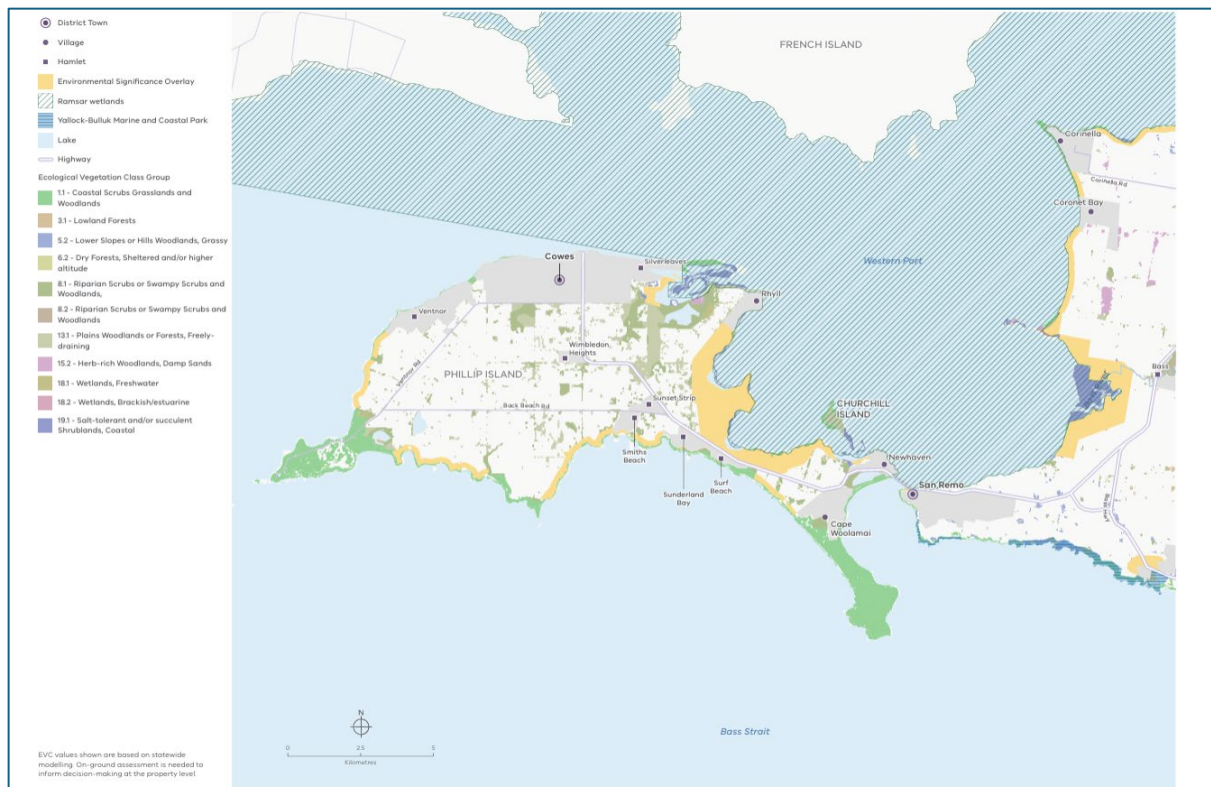 District Town
Village
Hamlet
Environmental Significance Overlay
Ramsar wetlands
Yallock-Bulluk Marine and Coastal Park
Lake
Highway
Ecological Vegetation Class Group
1.1 - Coastal Scrubs Grasslands and
Woodlands
3.1 - Lowland Forests
5.2 - Lower Slopes or Hills Woodlands, Grassy
6.2 - Dry Forests, Sheltered and/or higher
altitude
8.1 - Riparian Scrubs or Swampy Scrubs and
Woodlands,
8.2 - Riparian Scrubs or Swampy Scrubs and
Woodlands
13.1 - Plains Woodlands or Forests, Freely-
draining
15.2 - Herb-rich Woodlands, Damp Sands
18.1 - Wetlands, Freshwater
18.2 - Wetlands, Brackish/estuarine
19.1 - Salt-tolerant and/or succulent
Shrublands, Coastal
EVC values shown are based on statewide
modelling. On-ground assessment is needed to
inform decision-making at the property level
FRENCH ISLAND
Corinella
Corinella Rd
Coronet Bay
Western Port
Cowes
Silverleaves
Rhyll
Ventnor
Ventnor Rd
Wimbledon
Heights
PHILLIP ISLAND
Bass
Back Beach Rd
Sunset Strip
CHURCHILL
ISLAND
Smiths
Beach
Sunderland
Bay
Surf
Beach
Newhaven
San Remo
Cape
Woolamai
Bass Strait
N
0
2.5
5
Kilometres